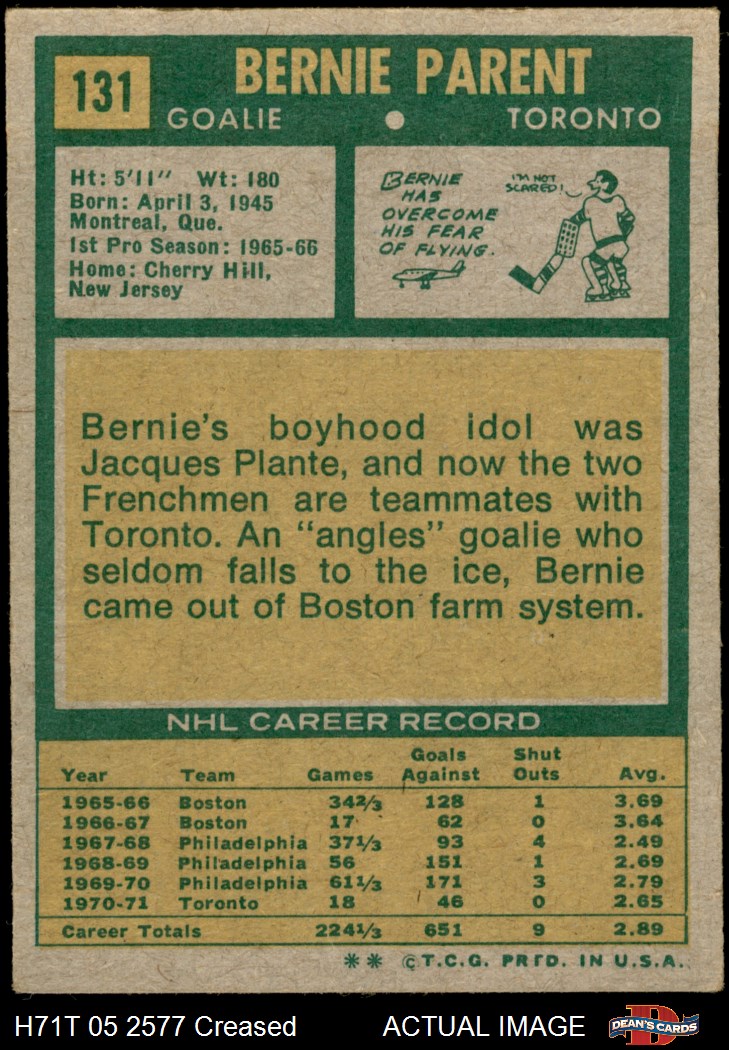 131
BERNIE PARENT
GOALIE • TORONTO
Ht: 5'11" Wt: 180
Born: April 3, 1945
Montreal, Que.
1st Pro Season: 1965-66
Home: Cherry Hill,
New Jersey
BERNIE
HAS
OVERCOME
HIS FEAR
OF FLYING.
I'M NOT
SCARED!
Bernie's boyhood idol was
Jacques Plante, and now the two
Frenchmen are teammates with
Toronto. An "angles" goalie who
seldom falls to the ice, Bernie
came out of Boston farm system.
NHL CAREER RECORD
Goals Shut
Year Team Games Against Outs Avg.
1965-66 Boston 342/3 128 1 3.69
1966-67 Boston 17 62 0 3.64
1967-68 Philadelphia 371/3 93 4 2.49
1968-69 Philadelphia 56 151 1 2.69
1969-70 Philadelphia 611/3 171 3 2.79
1970-71 Toronto 18 46 0 2.65
Career Totals 2241/3 651 9 2.89
** ©T.C.G. PRTD. IN U.S.A.
H71T 05 2577 Creased ACTUAL IMAGE DEAN'S CARDS